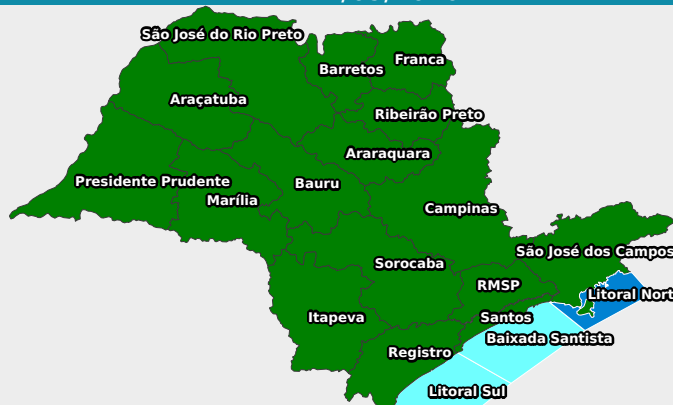 São José do Rio Preto
Franca
Barretos
Araçatuba
Ribeirão Preto
Araraquara
Presidente Prudente
Bauru
Marília
Campinas
São José dos Campos
Sorocaba
RMSP
Litoral Nort
Itapeva
Santos
Baixada Santista
Registro
Litoral Sul